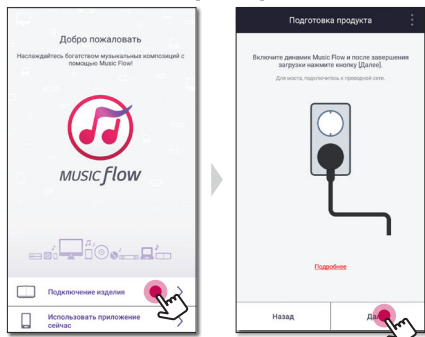 Добро пожаловать
Наслаждайтесь богатством музыкальных композиций с
помощью Music Flow!
MUSIC flow
Подключение изделия
Использовать приложение
сейчас
Подготовка продукта
Включите динамик Music Flow и после завершения
загрузки нажмите кнопку [Далее].
Для моста, подключитесь к проводной сети.
Подробнее
Назад